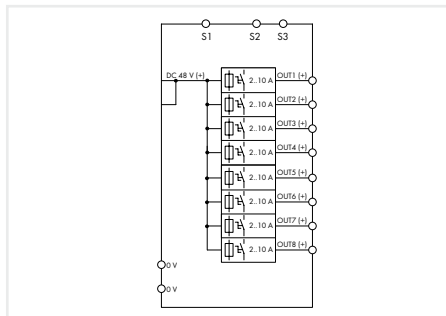 S1 S2 S3
DC 48 V (+) 2...10 A OUT1 (+)
2...10 A OUT2 (+)
2...10 A OUT3 (+)
2...10 A OUT4 (+)
2...10 A OUT5 (+)
2...10 A OUT6 (+)
2...10 A OUT7 (+)
2...10 A OUT8 (+)
0 V
0 V